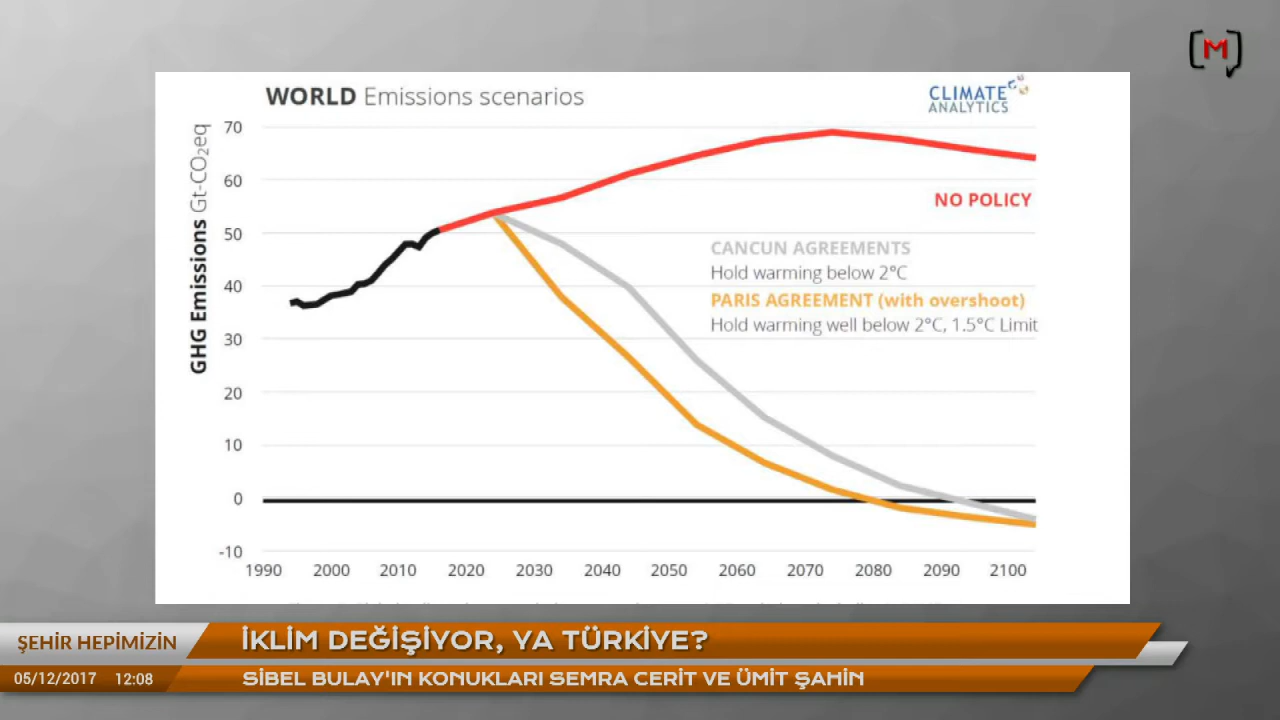 M
WORLD Emissions scenarios
CLIMATE
ANALYTICS
GHG Emissions Gt-CO₂eq
70
60
50
40
30
20
10
0
-10
NO POLICY
CANCUN AGREEMENTS
Hold warming below 2°C
PARIS AGREEMENT (with overshoot)
Hold warming well below 2°C, 1.5°C Limit
1990 2000 2010 2020 2030 2040 2050 2060 2070 2080 2090 2100
ŞEHİR HEPİMİZİN
İKLİM DEĞİŞİYOR, YA TÜRKİYE?
05/12/2017 12:08
SİBEL BULAY'IN KONUKLARI SEMRA CERİT VE ÜMİT ŞAHİN